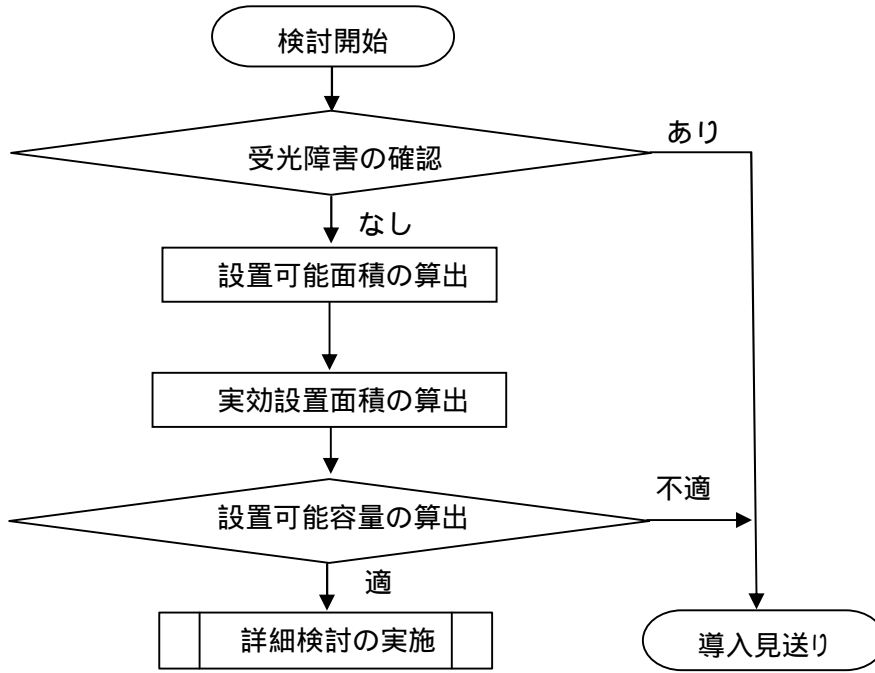 検討開始
受光障害の確認
あり
なし
設置可能面積の算出
実効設置面積の算出
設置可能容量の算出
不適
適
詳細検討の実施
導入見送り